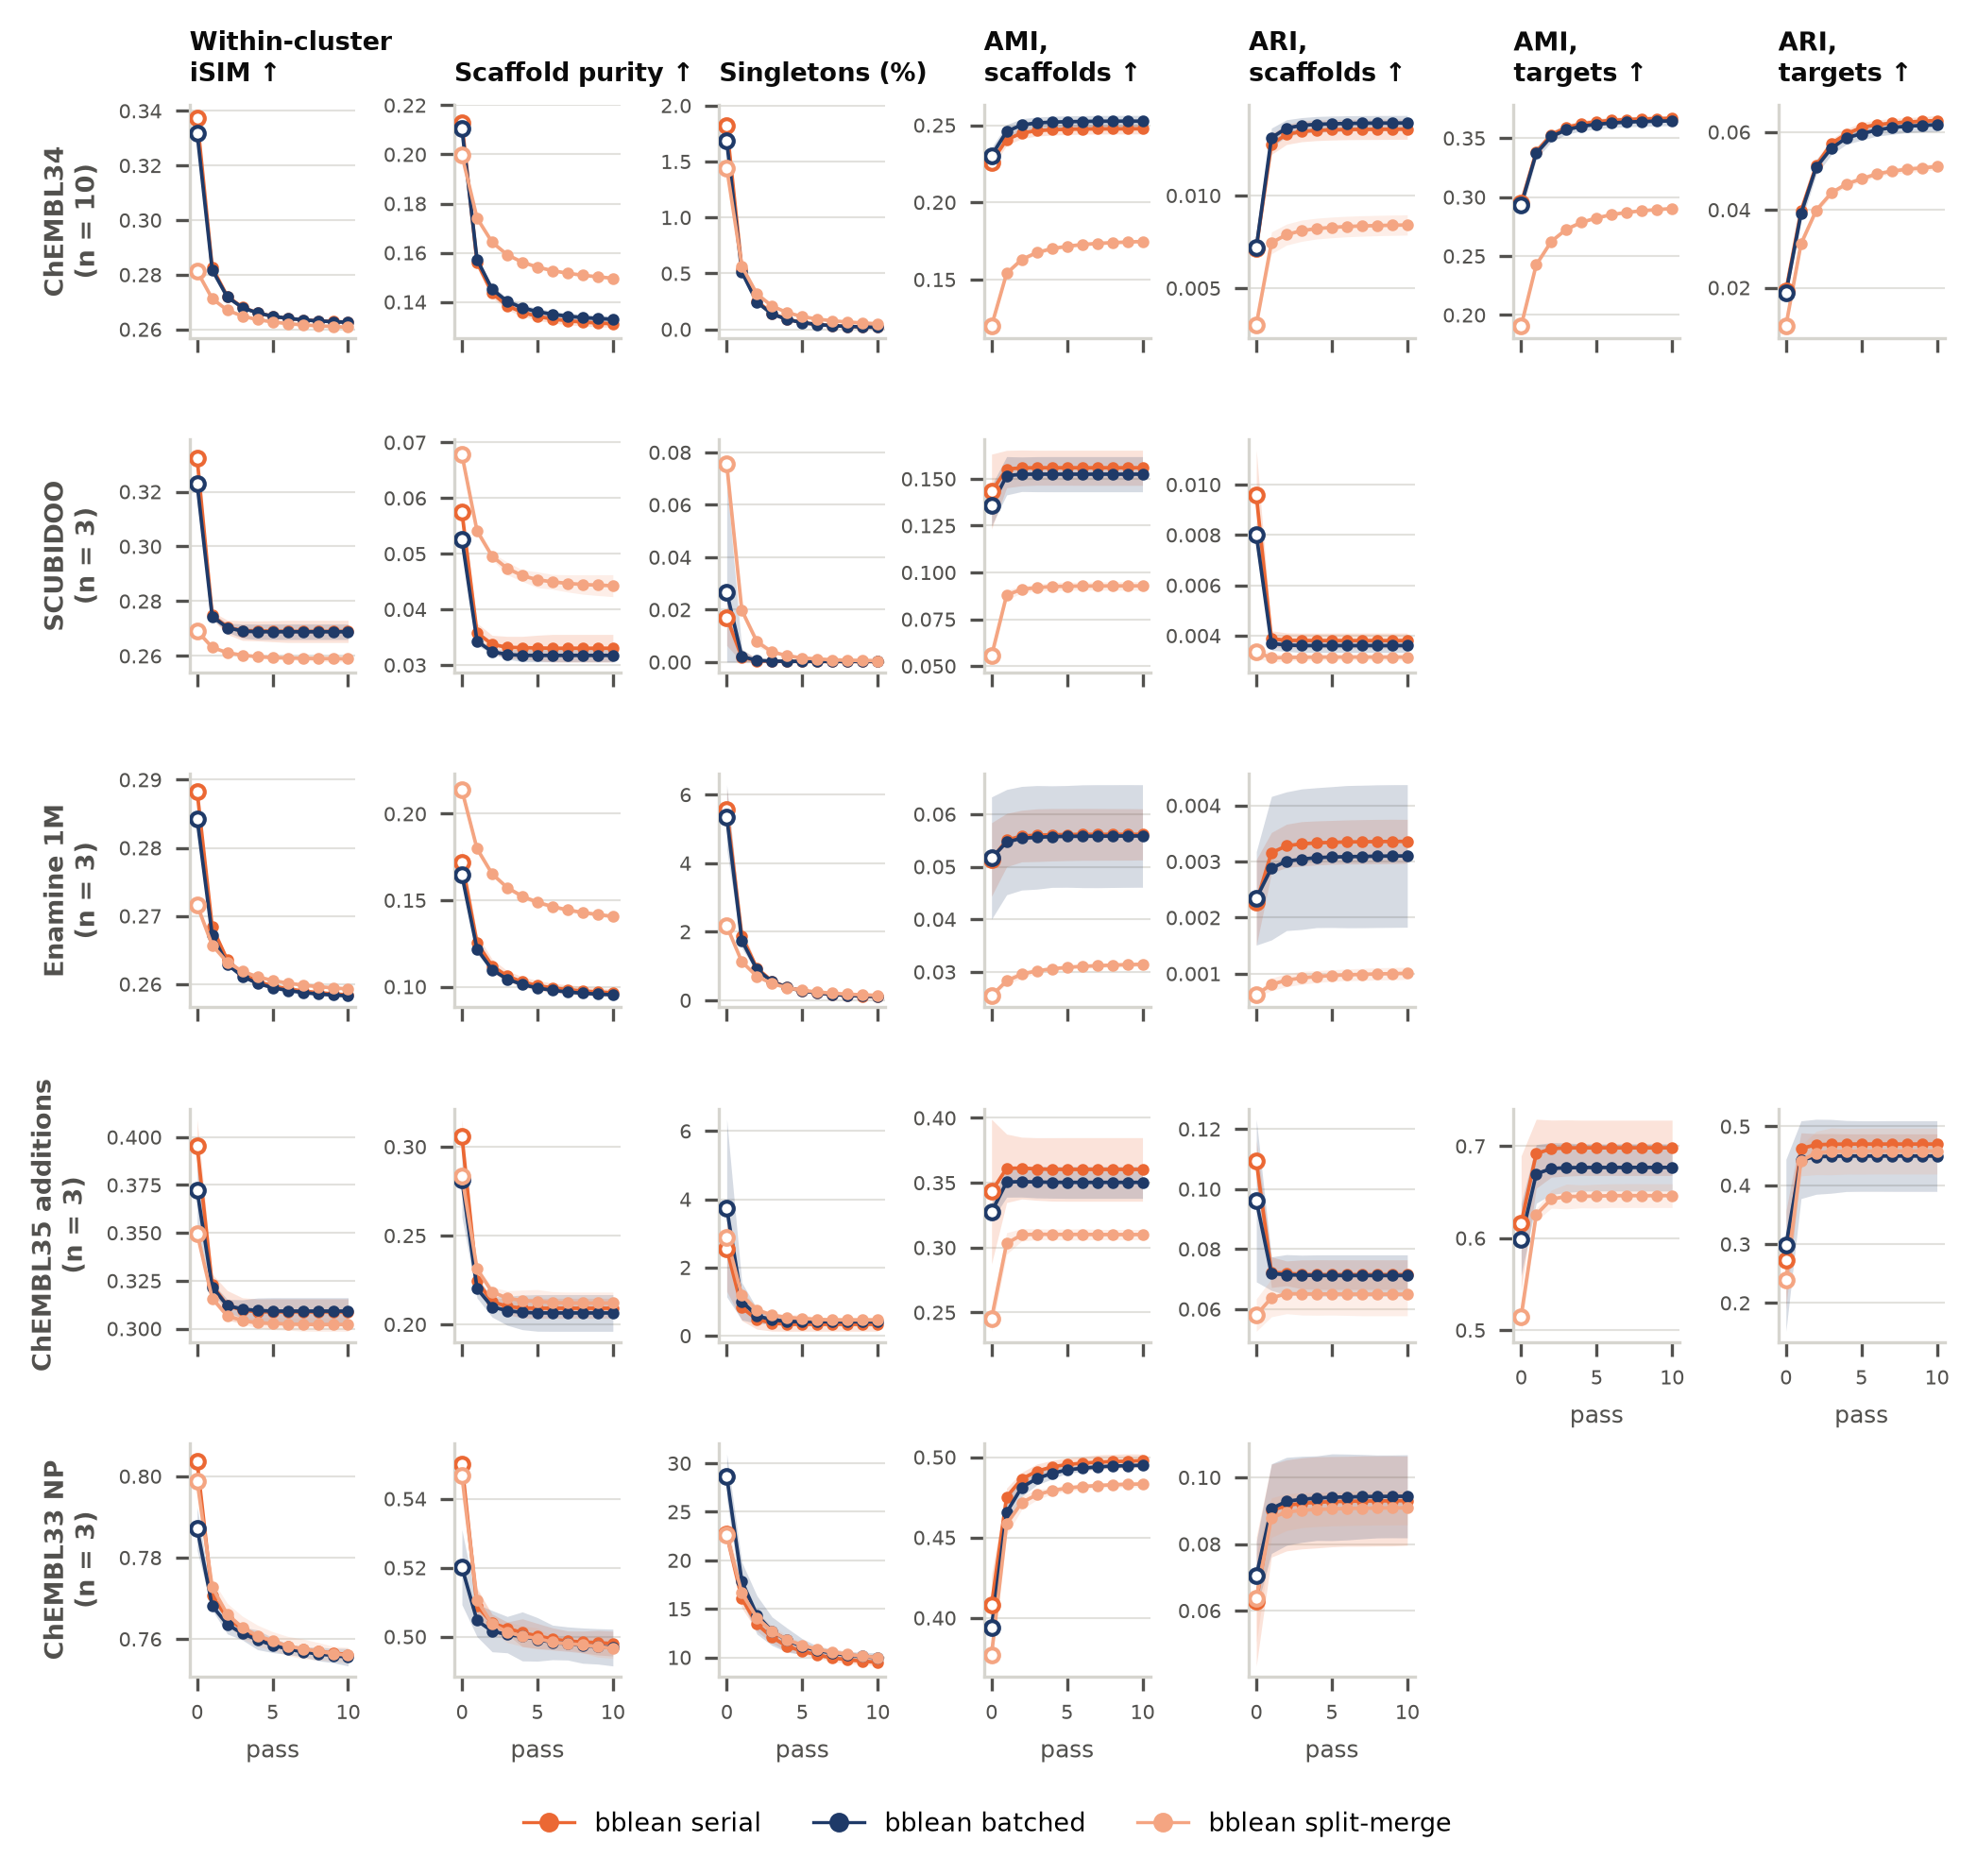 Within-cluster
iSIM ↑
Scaffold purity ↑
Singletons (%)
AMI,
scaffolds ↑
ARI,
scaffolds ↑
AMI,
targets ↑
ARI,
targets ↑
ChEMBL34
(n = 10)
0.34
0.32
0.30
0.28
0.26
0.22
0.20
0.18
0.16
0.14
2.0
1.5
1.0
0.5
0.0
0.25
0.20
0.15
0.010
0.005
0.35
0.30
0.25
0.20
0.06
0.04
0.02
SCUBIDOO
(n = 3)
0.32
0.30
0.28
0.26
0.07
0.06
0.05
0.04
0.03
0.08
0.06
0.04
0.02
0.00
0.150
0.125
0.100
0.075
0.050
0.010
0.008
0.006
0.004
Enamine 1M
(n = 3)
0.29
0.28
0.27
0.26
0.20
0.15
0.10
6
4
2
0
0.06
0.05
0.04
0.03
0.004
0.003
0.002
0.001
ChEMBL35 additions
(n = 3)
0.400
0.375
0.350
0.325
0.300
0.30
0.25
0.20
6
4
2
0
0.40
0.35
0.30
0.25
0.12
0.10
0.08
0.06
0.7
0.6
0.5
0 5 10
pass
0.5
0.4
0.3
0.2
0 5 10
pass
ChEMBL33 NP
(n = 3)
0.80
0.78
0.76
0 5 10
pass
0.54
0.52
0.50
0 5 10
pass
30
25
20
15
10
0 5 10
pass
0.50
0.45
0.40
0 5 10
pass
0.10
0.08
0.06
0 5 10
pass
bblean serial
bblean batched
bblean split-merge